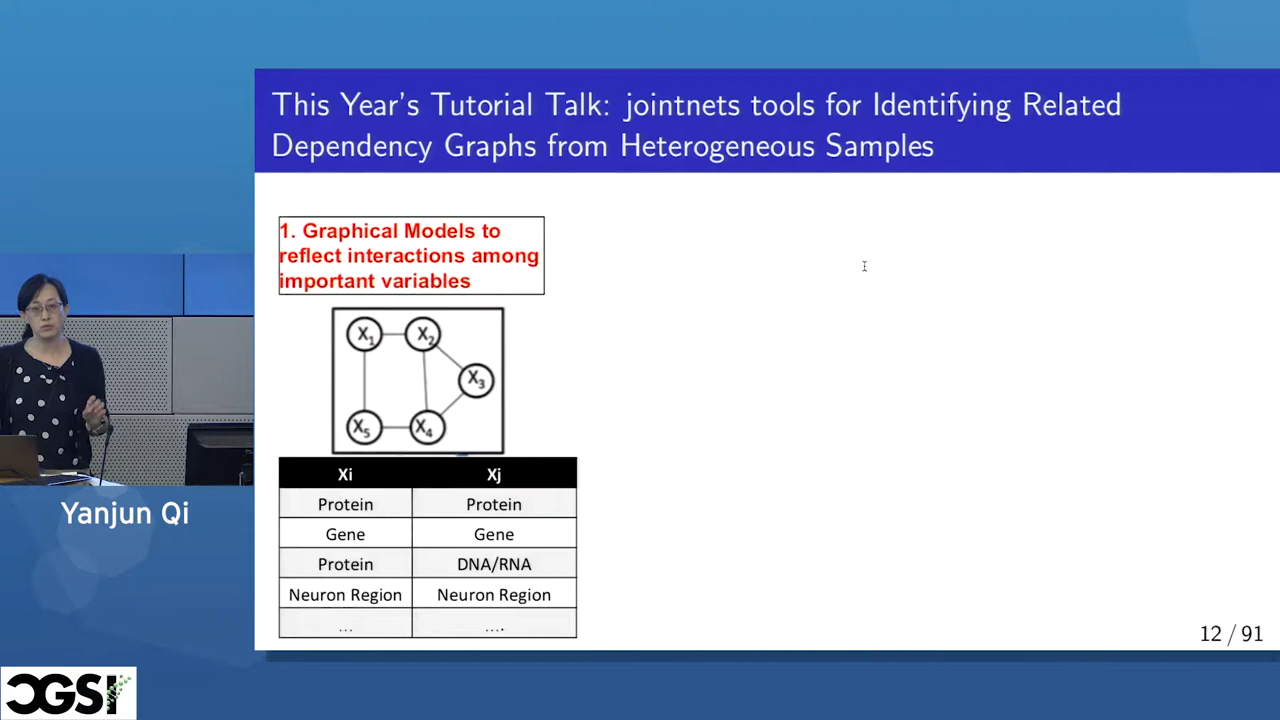 This Year's Tutorial Talk: jointnets tools for Identifying Related
Dependency Graphs from Heterogeneous Samples
1. Graphical Models to
reflect interactions among
important variables
X1 X2
X3
X5 X4
Xi Xj
Protein Protein
Gene Gene
Protein DNA/RNA
Neuron Region Neuron Region
... ....
12 / 91
Yanjun Qi
CGSI